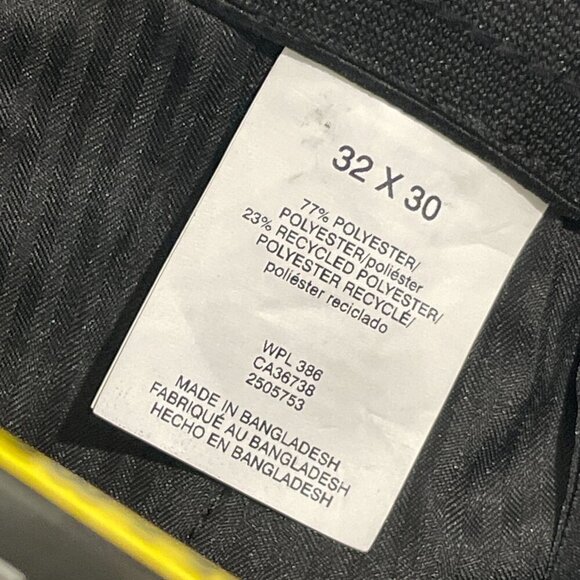 32 X 30
77% POLYESTER/
POLYESTER/poliéster
23% RECYCLED POLYESTER/
POLYESTER RECYCLÉ/
poliéster reciclado
WPL 386
CA36738
2505753
MADE IN BANGLADESH
FABRIQUÉ AU BANGLADESH
HECHO EN BANGLADESH